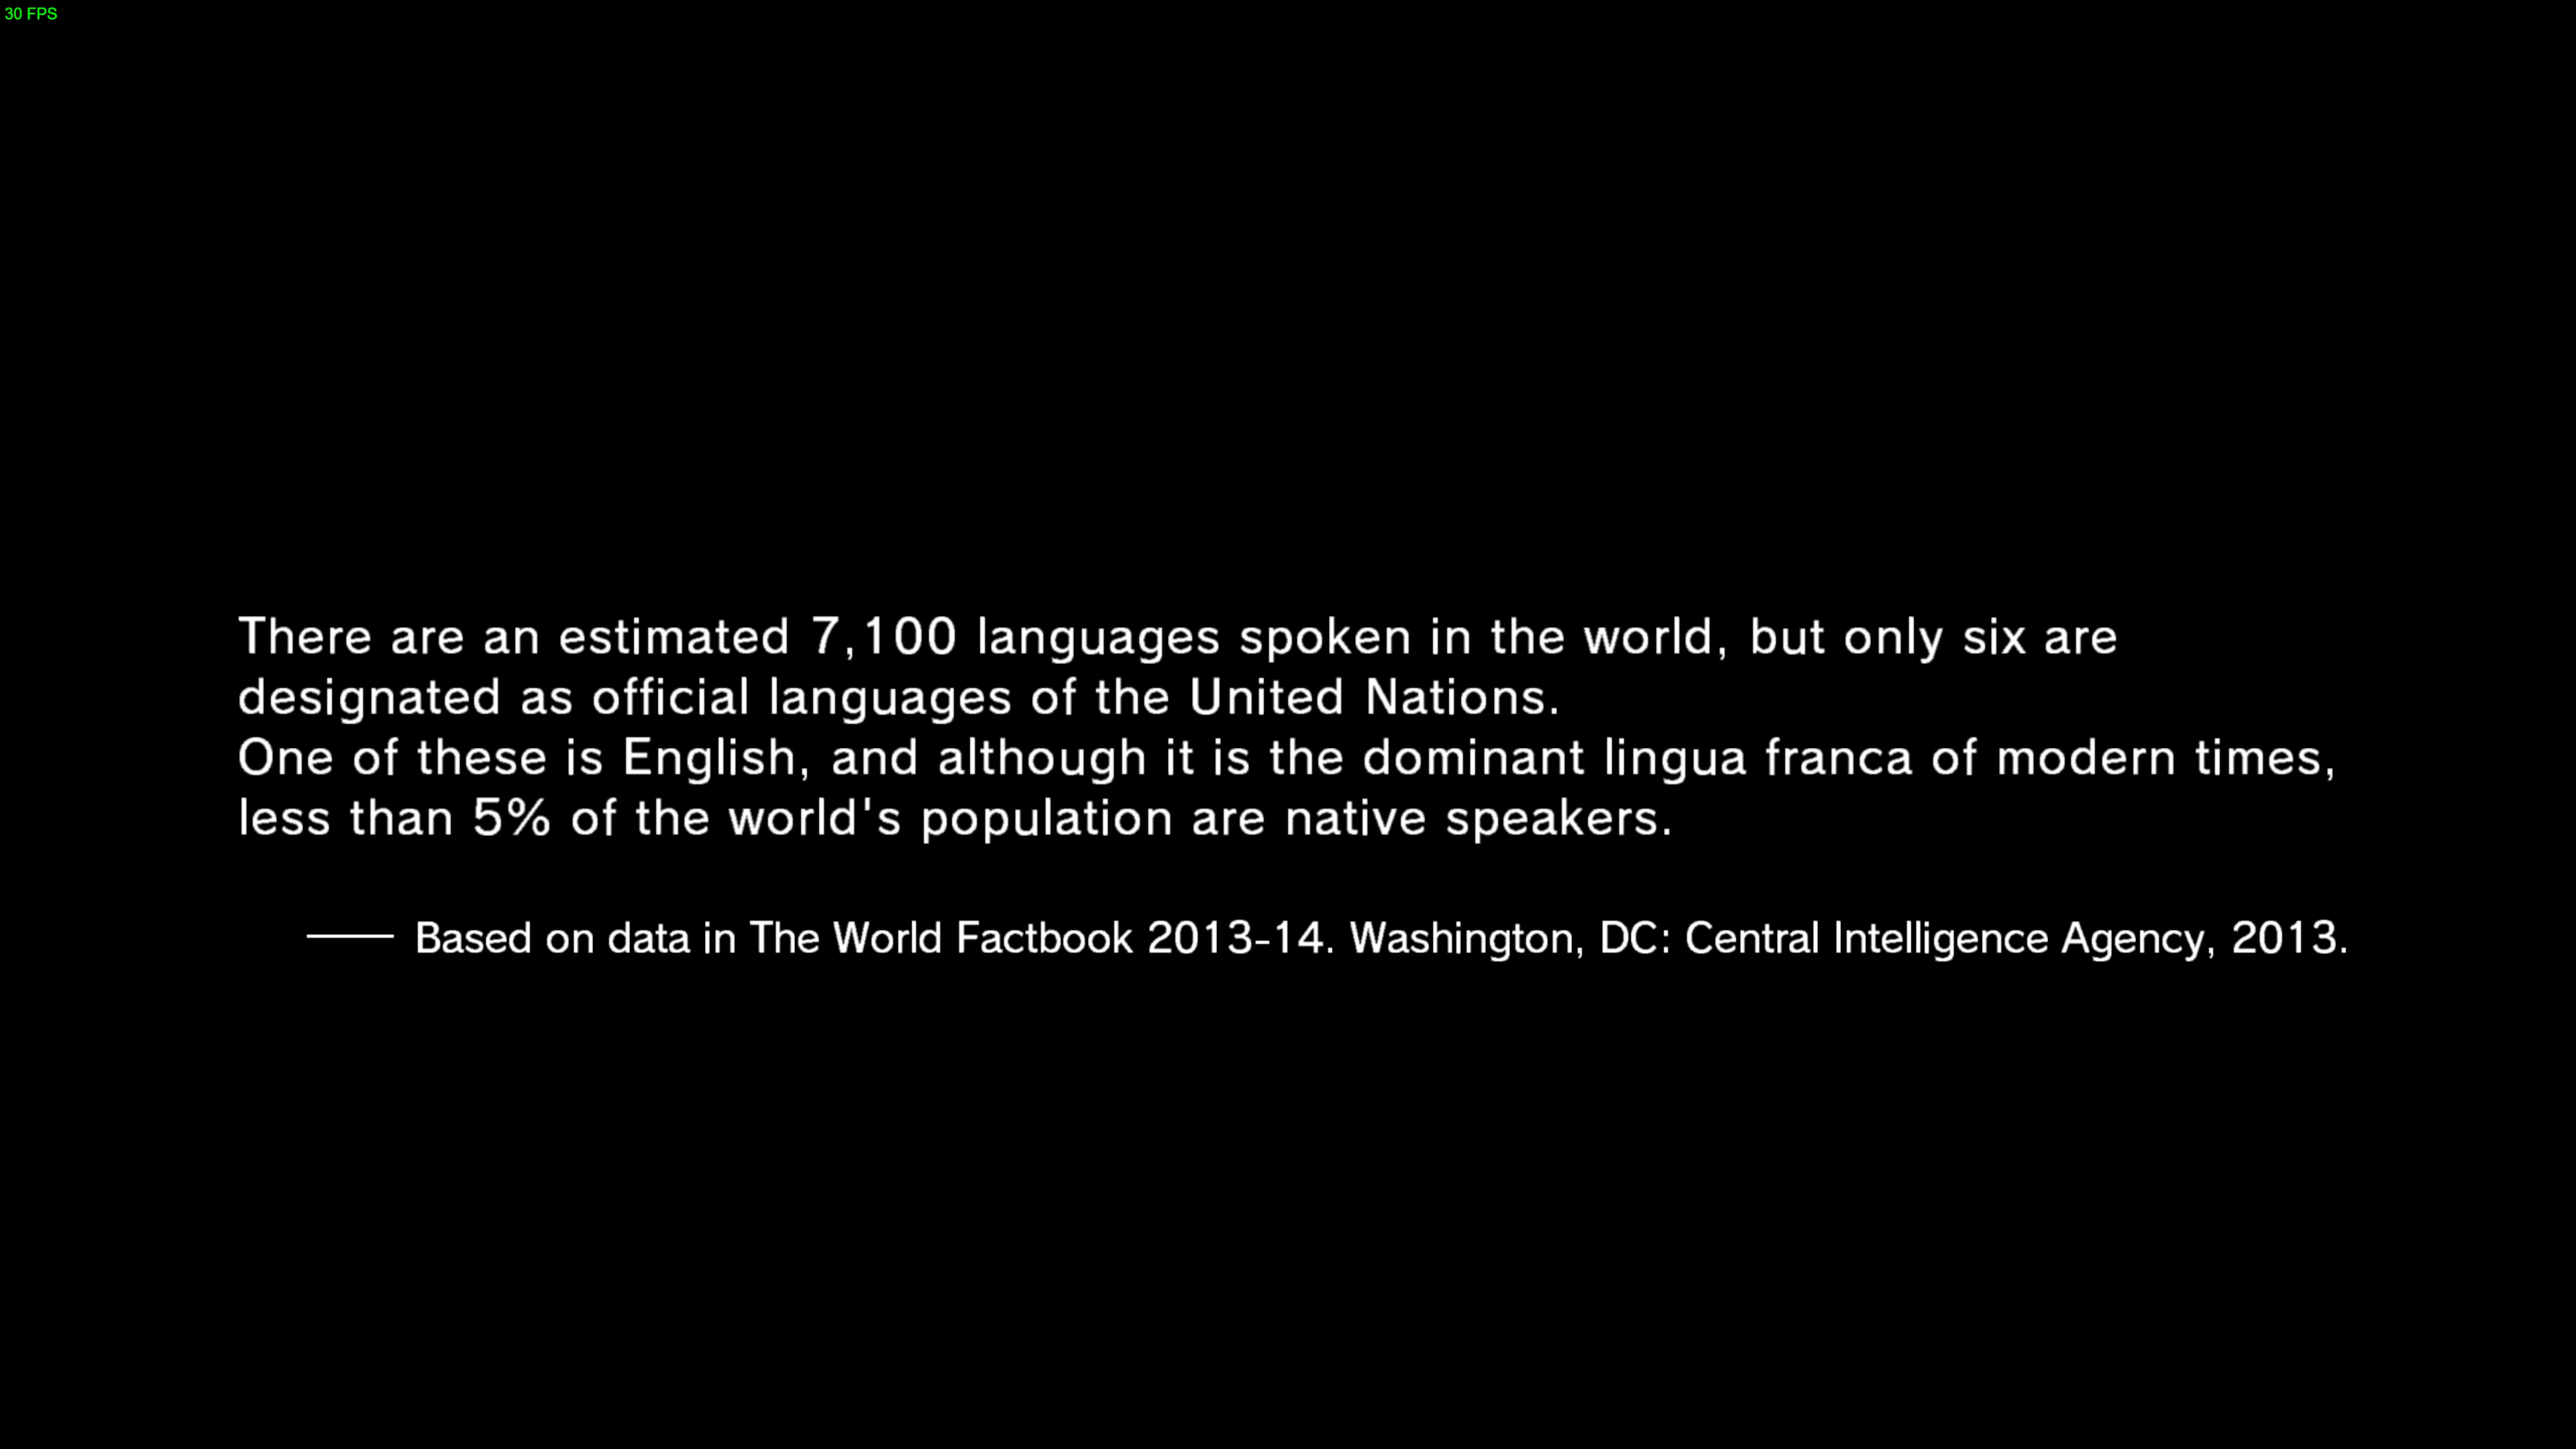 30 FPS
There are an estimated 7,100 languages spoken in the world, but only six are
designated as official languages of the United Nations.
One of these is English, and although it is the dominant lingua franca of modern times,
less than 5% of the world's population are native speakers.
—— Based on data in The World Factbook 2013-14. Washington, DC: Central Intelligence Agency, 2013.